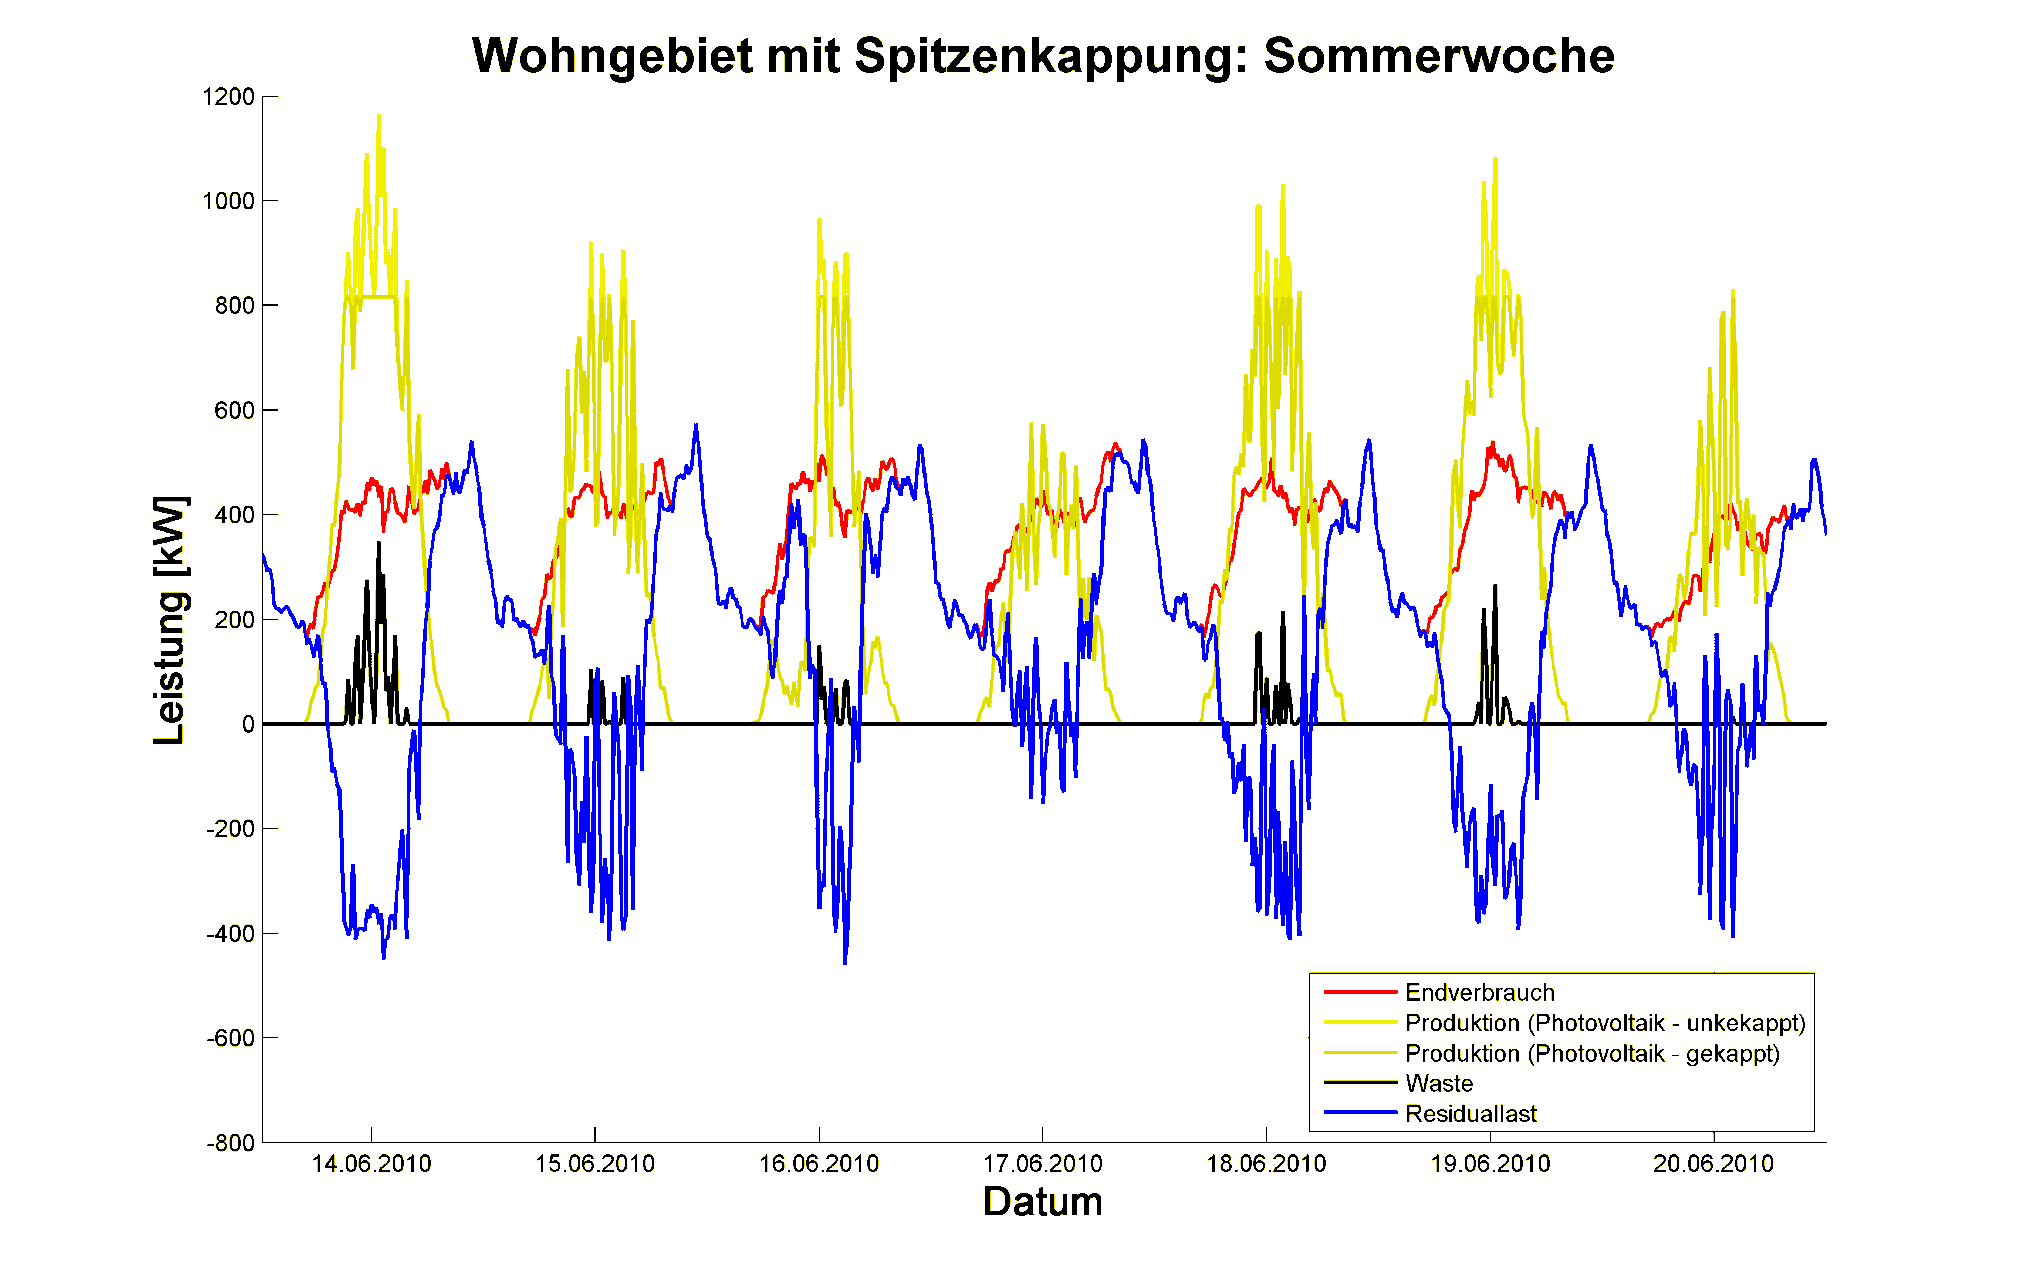 Wohngebiet mit Spitzenkappung: Sommerwoche
Leistung [kW]
1200
1000
800
600
400
200
0
-200
-400
-600
-800
14.06.2010 15.06.2010 16.06.2010 17.06.2010 18.06.2010 19.06.2010 20.06.2010
Datum
Endverbrauch
Produktion (Photovoltaik - unkekappt)
Produktion (Photovoltaik - gekappt)
Waste
Residuallast